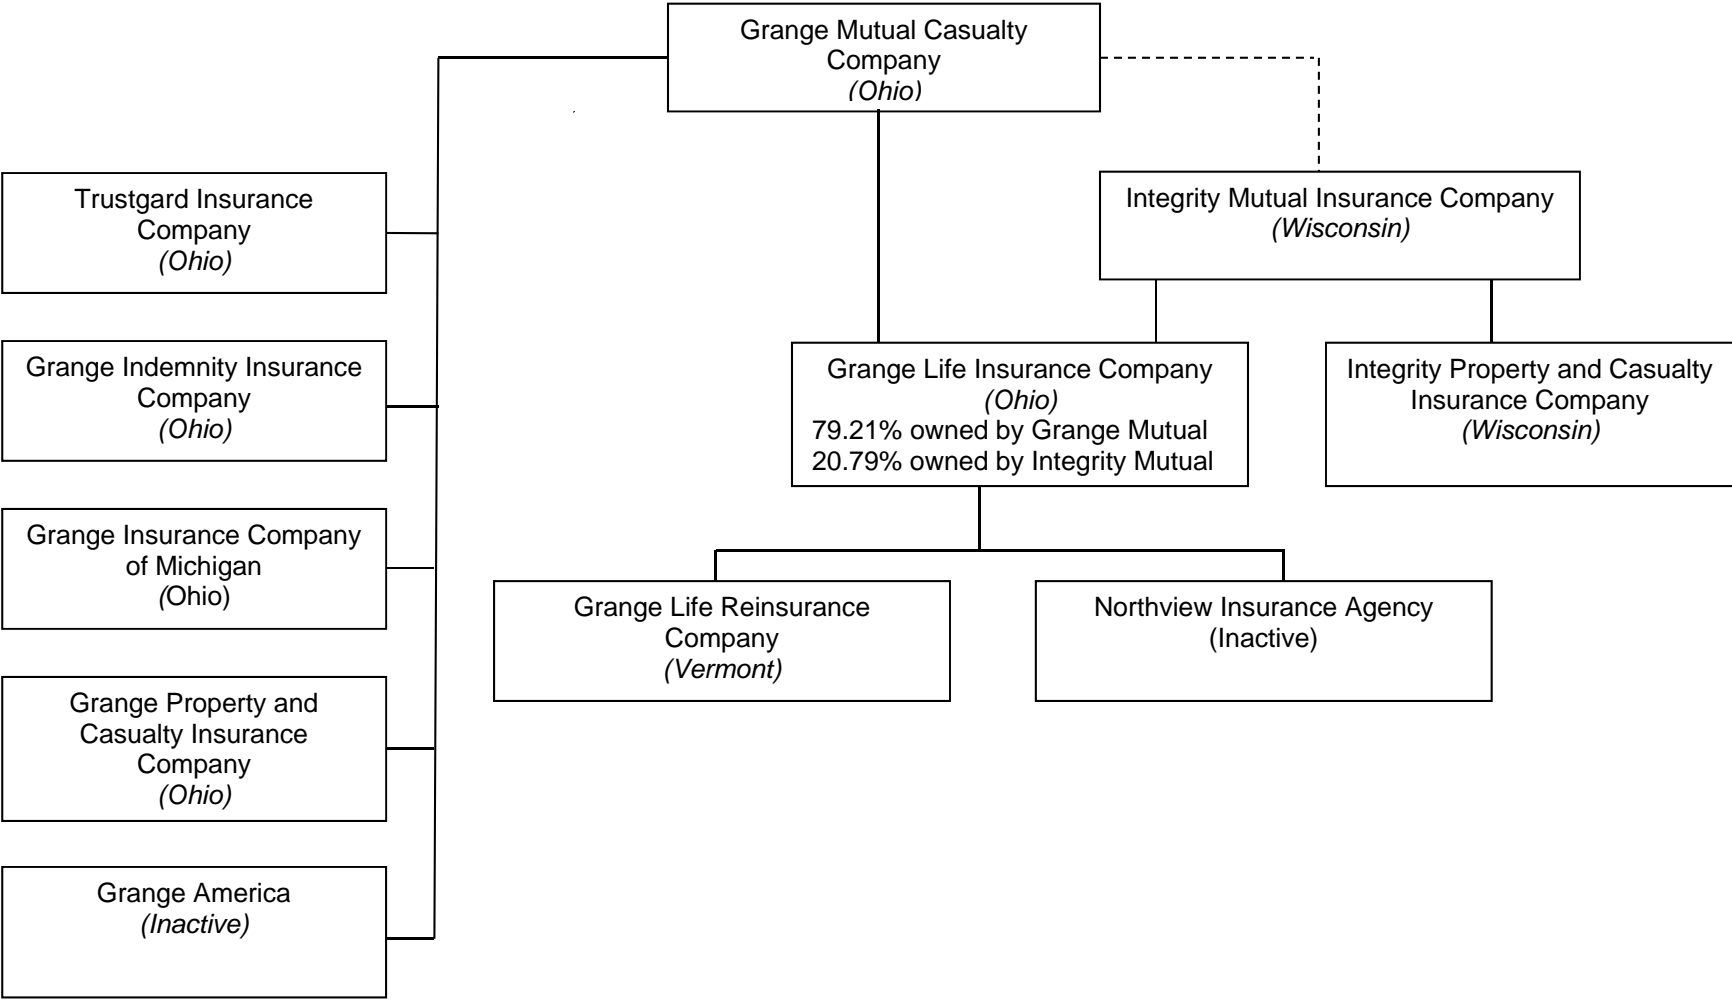 Grange Mutual Casualty
Company
(Ohio)
Trustgard Insurance
Company
(Ohio)
Integrity Mutual Insurance Company
(Wisconsin)
Grange Indemnity Insurance
Company
(Ohio)
Grange Life Insurance Company
(Ohio)
79.21% owned by Grange Mutual
20.79% owned by Integrity Mutual
Integrity Property and Casualty
Insurance Company
(Wisconsin)
Grange Insurance Company
of Michigan
(Ohio)
Grange Life Reinsurance
Company
(Vermont)
Northview Insurance Agency
(Inactive)
Grange Property and
Casualty Insurance
Company
(Ohio)
Grange America
(Inactive)